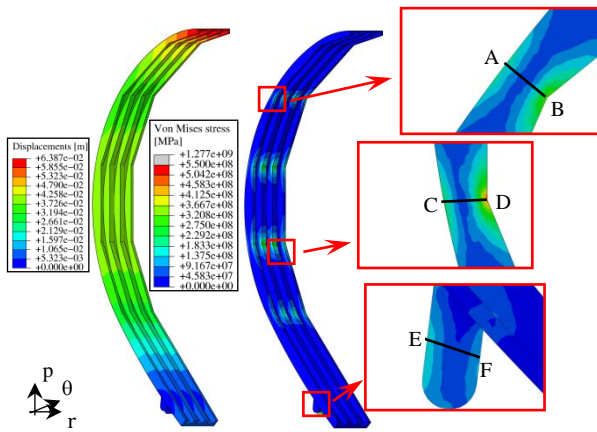 Displacements [m]
+6.387e-02
+5.855e-02
+5.323e-02
+4.790e-02
+4.258e-02
+3.726e-02
+3.194e-02
+2.661e-02
+2.129e-02
+1.597e-02
+1.065e-02
+5.323e-03
+0.000e+00
Von Mises stress
[MPa]
+1.277e+09
+5.500e+08
+5.042e+08
+4.583e+08
+4.125e+08
+3.667e+08
+3.208e+08
+2.750e+08
+2.292e+08
+1.833e+08
+1.375e+08
+9.167e+07
+4.583e+07
+0.000e+00
A
B
C
D
E
F
p
θ
r